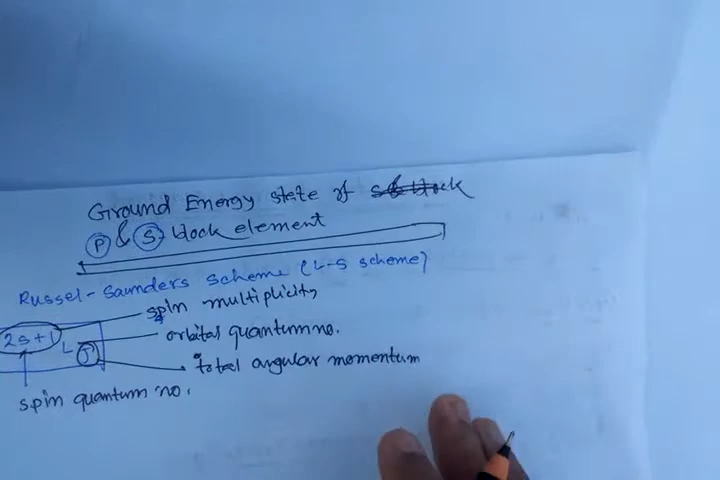 Ground Energy state of
P & S- block element
Russel-Saunders scheme (L-S scheme)
spin multiplicity
2s+1 L J
orbital quantum no.
total angular momentum
spin quantum no.